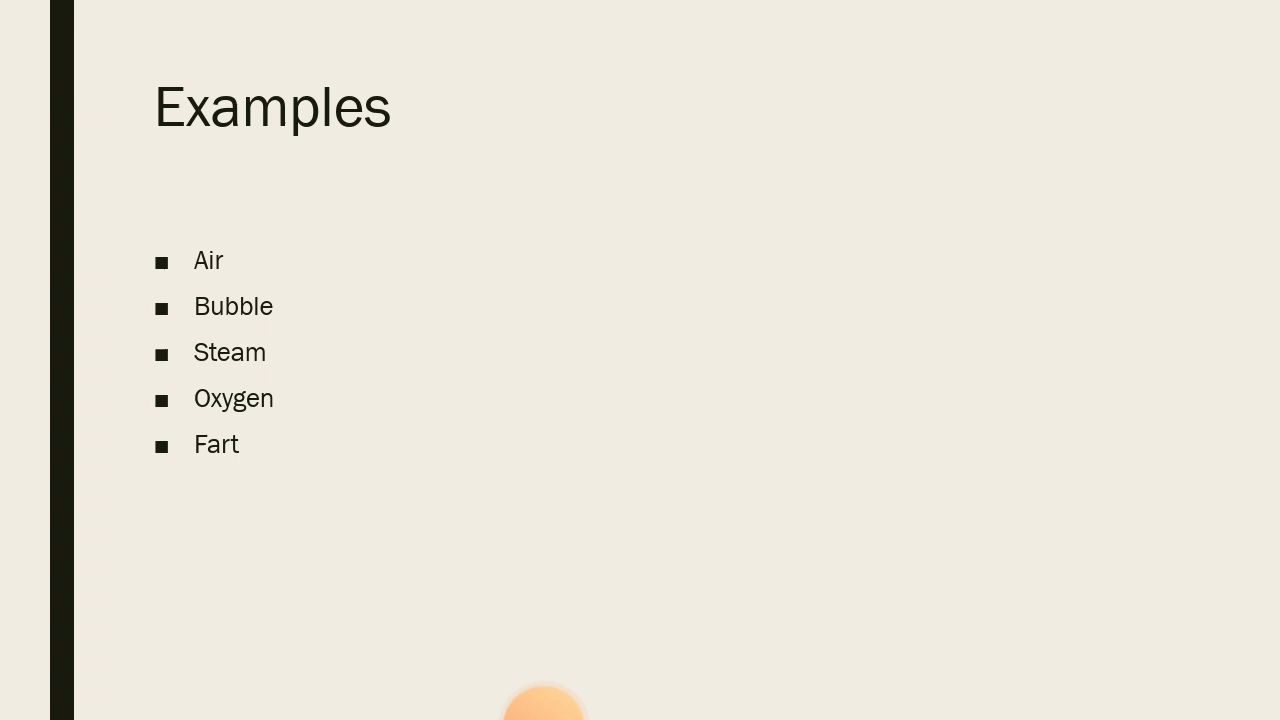 Examples
■ Air
■ Bubble
■ Steam
■ Oxygen
■ Fart